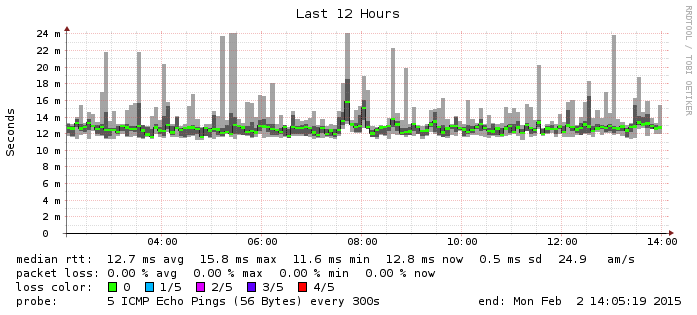 Last 12 Hours
RRDTOOL / TOBI OETIKER
Seconds
24 m
22 m
20 m
18 m
16 m
14 m
12 m
10 m
8 m
6 m
4 m
2 m
0
04:00 06:00 08:00 10:00 12:00 14:00
median rtt: 12.7 ms avg 15.8 ms max 11.6 ms min 12.8 ms now 0.5 ms sd 24.9 am/s
packet loss: 0.00 % avg 0.00 % max 0.00 % min 0.00 % now
loss color: 0 1/5 2/5 3/5 4/5
probe: 5 ICMP Echo Pings (56 Bytes) every 300s end: Mon Feb 2 14:05:19 2015